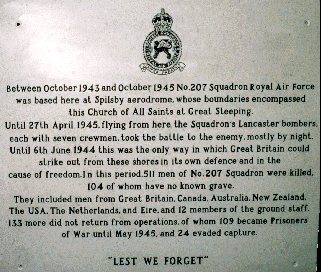 Between October 1943 and October 1945 No.207 Squadron Royal Air Force
was based here at Spilsby aerodrome, whose boundaries encompassed
this Church of All Saints at Great Steeping.
Until 27th April 1945, flying from here the Squadron's Lancaster bombers,
each with seven crewmen, took the battle to the enemy, mostly by night.
Until 6th June 1944 this was the only way in which Great Britain could
strike out from these shores in its own defence and in the
cause of freedom. In this period, 511 men of No.207 Squadron were killed,
104 of whom have no known grave.
They included men from Great Britain, Canada, Australia, New Zealand,
The USA, The Netherlands, and Eire, and 12 members of the ground staff.
133 more did not return from operations, of whom 109 became Prisoners
of War until May 1945, and 24 evaded capture.
"LEST WE FORGET"